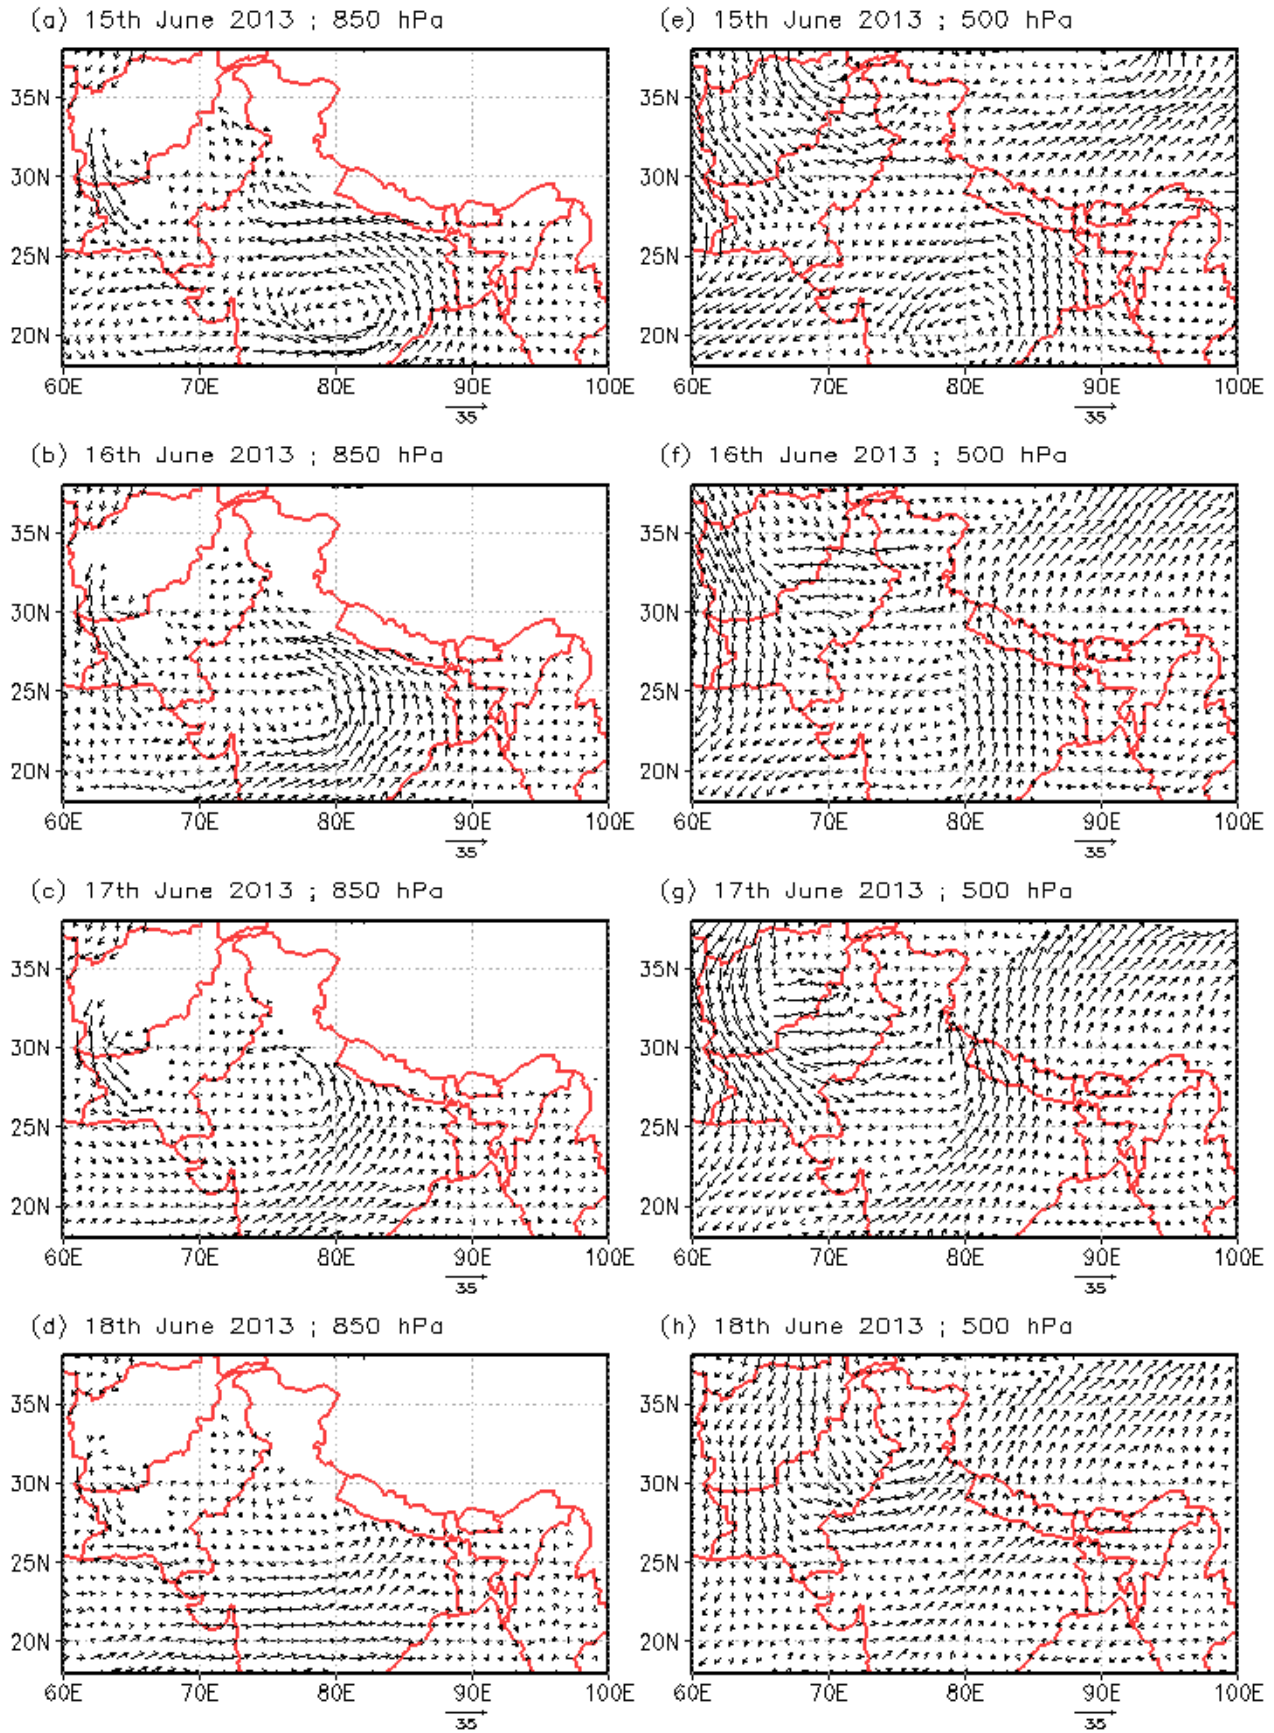 (a) 15th June 2013 ; 850 hPa
35N
30N
25N
20N
60E 70E 80E 90E 100E
35
(e) 15th June 2013 ; 500 hPa
35N
30N
25N
20N
60E 70E 80E 90E 100E
35
(b) 16th June 2013 ; 850 hPa
35N
30N
25N
20N
60E 70E 80E 90E 100E
35
(f) 16th June 2013 ; 500 hPa
35N
30N
25N
20N
60E 70E 80E 90E 100E
35
(c) 17th June 2013 ; 850 hPa
35N
30N
25N
20N
60E 70E 80E 90E 100E
35
(g) 17th June 2013 ; 500 hPa
35N
30N
25N
20N
60E 70E 80E 90E 100E
35
(d) 18th June 2013 ; 850 hPa
35N
30N
25N
20N
60E 70E 80E 90E 100E
35
(h) 18th June 2013 ; 500 hPa
35N
30N
25N
20N
60E 70E 80E 90E 100E
35